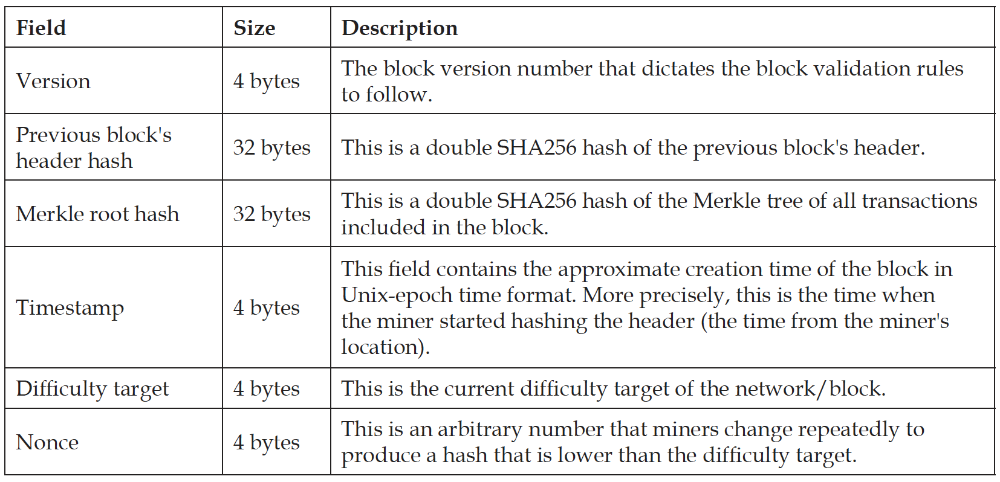 Field Size Description
Version 4 bytes The block version number that dictates the block validation rules
to follow.
Previous block's
header hash 32 bytes This is a double SHA256 hash of the previous block's header.
Merkle root hash 32 bytes This is a double SHA256 hash of the Merkle tree of all transactions
included in the block.
Timestamp 4 bytes This field contains the approximate creation time of the block in
Unix-epoch time format. More precisely, this is the time when
the miner started hashing the header (the time from the miner's
location).
Difficulty target 4 bytes This is the current difficulty target of the network/block.
Nonce 4 bytes This is an arbitrary number that miners change repeatedly to
produce a hash that is lower than the difficulty target.